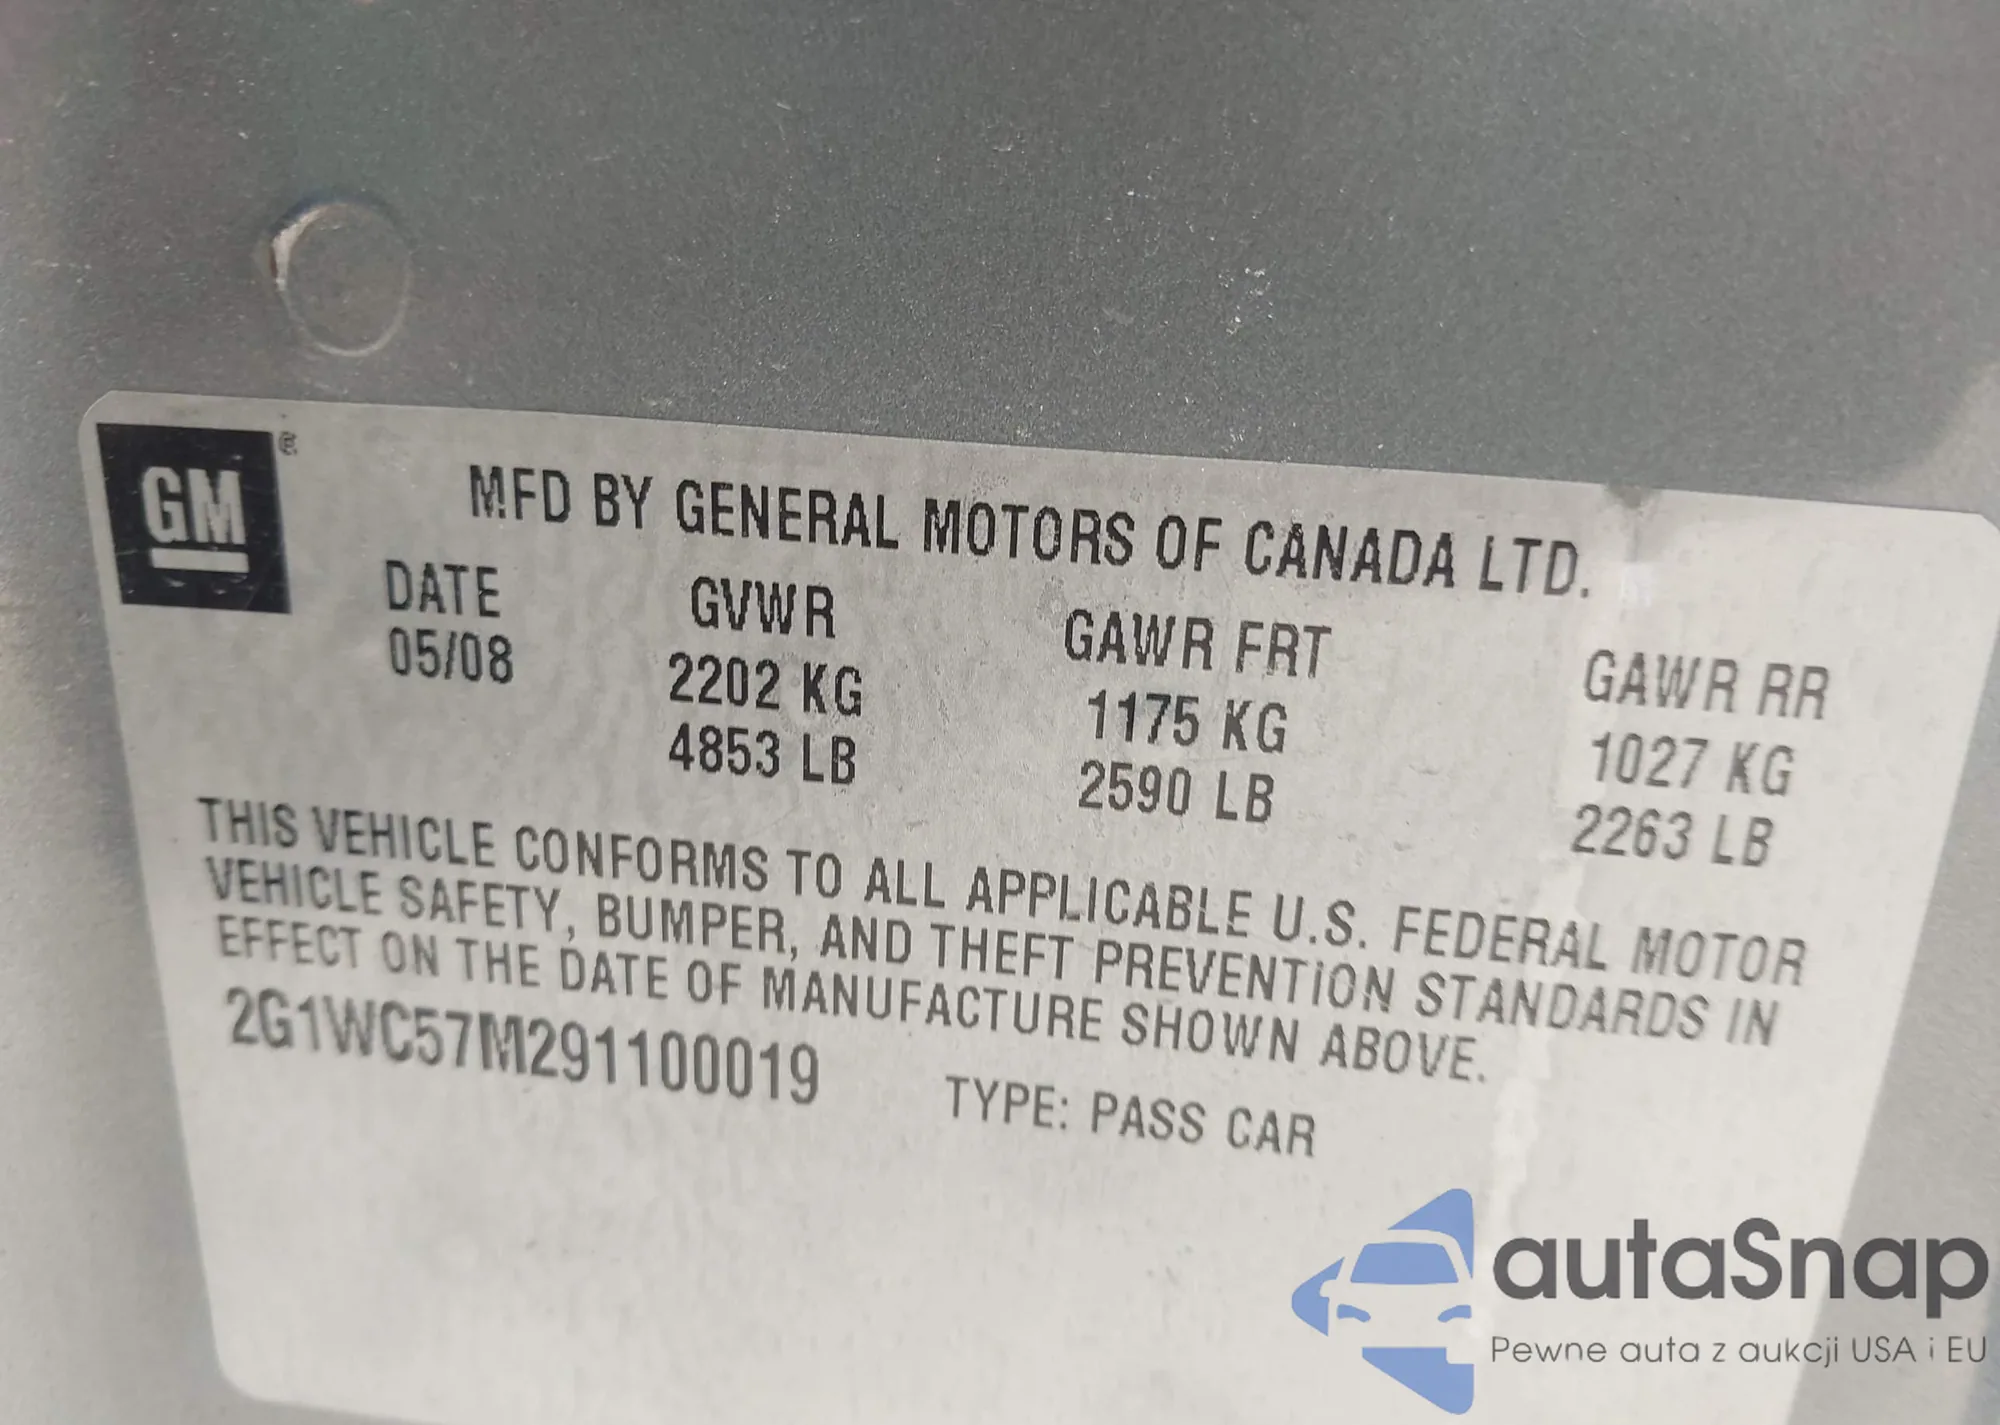 GM
MFD BY GENERAL MOTORS OF CANADA LTD.
DATE GVWR GAWR FRT GAWR RR
05/08 2202 KG 1175 KG 1027 KG
4853 LB 2590 LB 2263 LB
THIS VEHICLE CONFORMS TO ALL APPLICABLE U.S. FEDERAL MOTOR
VEHICLE SAFETY, BUMPER, AND THEFT PREVENTION STANDARDS IN
EFFECT ON THE DATE OF MANUFACTURE SHOWN ABOVE.
2G1WC57M291100019 TYPE: PASS CAR
autaSnap
Pewne auta z aukcji USA i EU